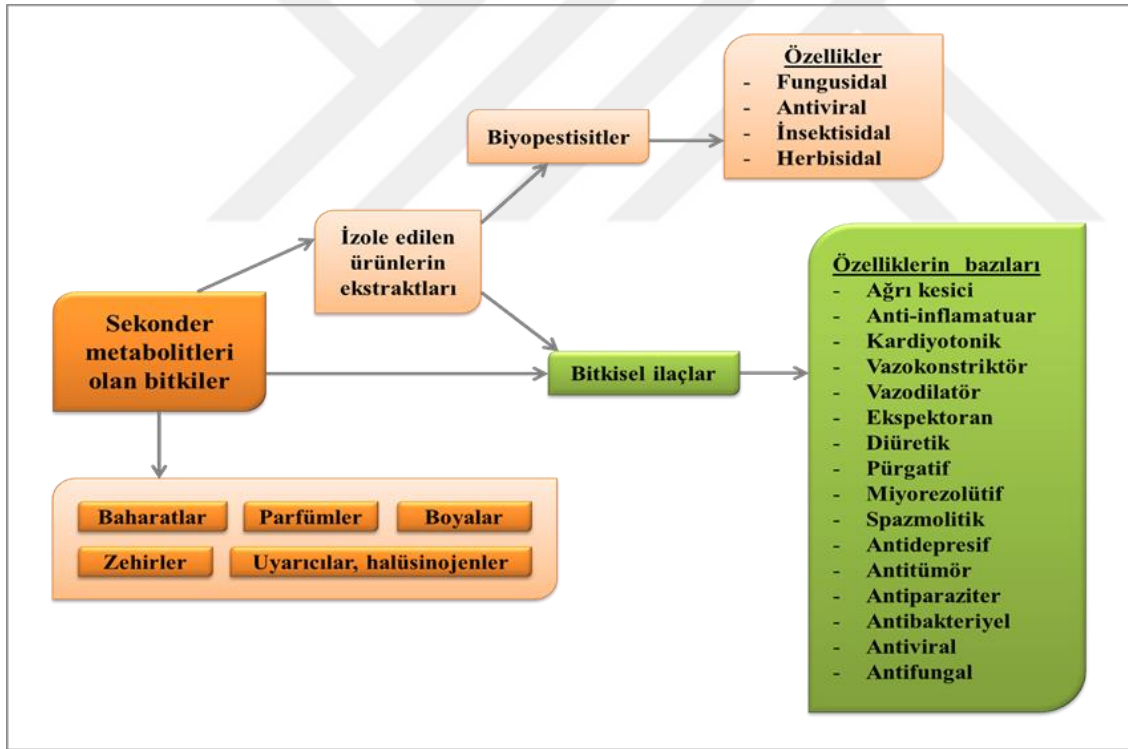 Özellikler
- Fungusidal
- Antiviral
- İnsektisidal
- Herbisidal
Biyopestisitler
İzole edilen
ürünlerin
ekstraktları
Sekonder
metabolitleri
olan bitkiler
Bitkisel ilaçlar
Özelliklerin bazıları
- Ağrı kesici
- Anti-inflamatuar
- Kardiyotonik
- Vazokonstriktör
- Vazodilatör
- Ekspektoran
- Diüretik
- Pürgatif
- Miyorezolütif
- Spazmolitik
- Antidepresif
- Antitümör
- Antiparaziter
- Antibakteriyel
- Antiviral
- Antifungal
Baharatlar Parfümler Boyalar
Zehirler Uyarıcılar, halüsinojenler